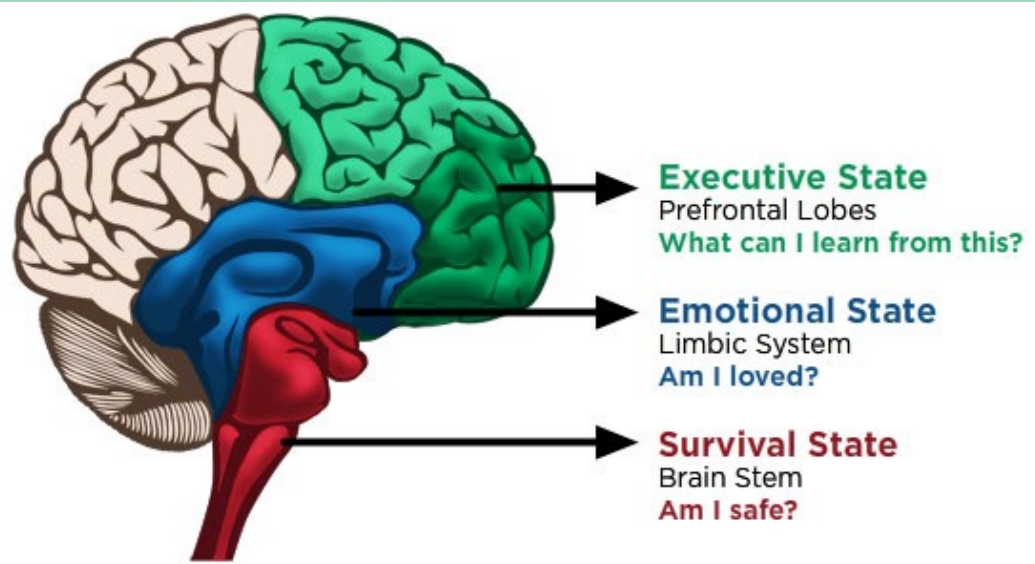 Executive State
Prefrontal Lobes
What can I learn from this?
Emotional State
Limbic System
Am I loved?
Survival State
Brain Stem
Am I safe?